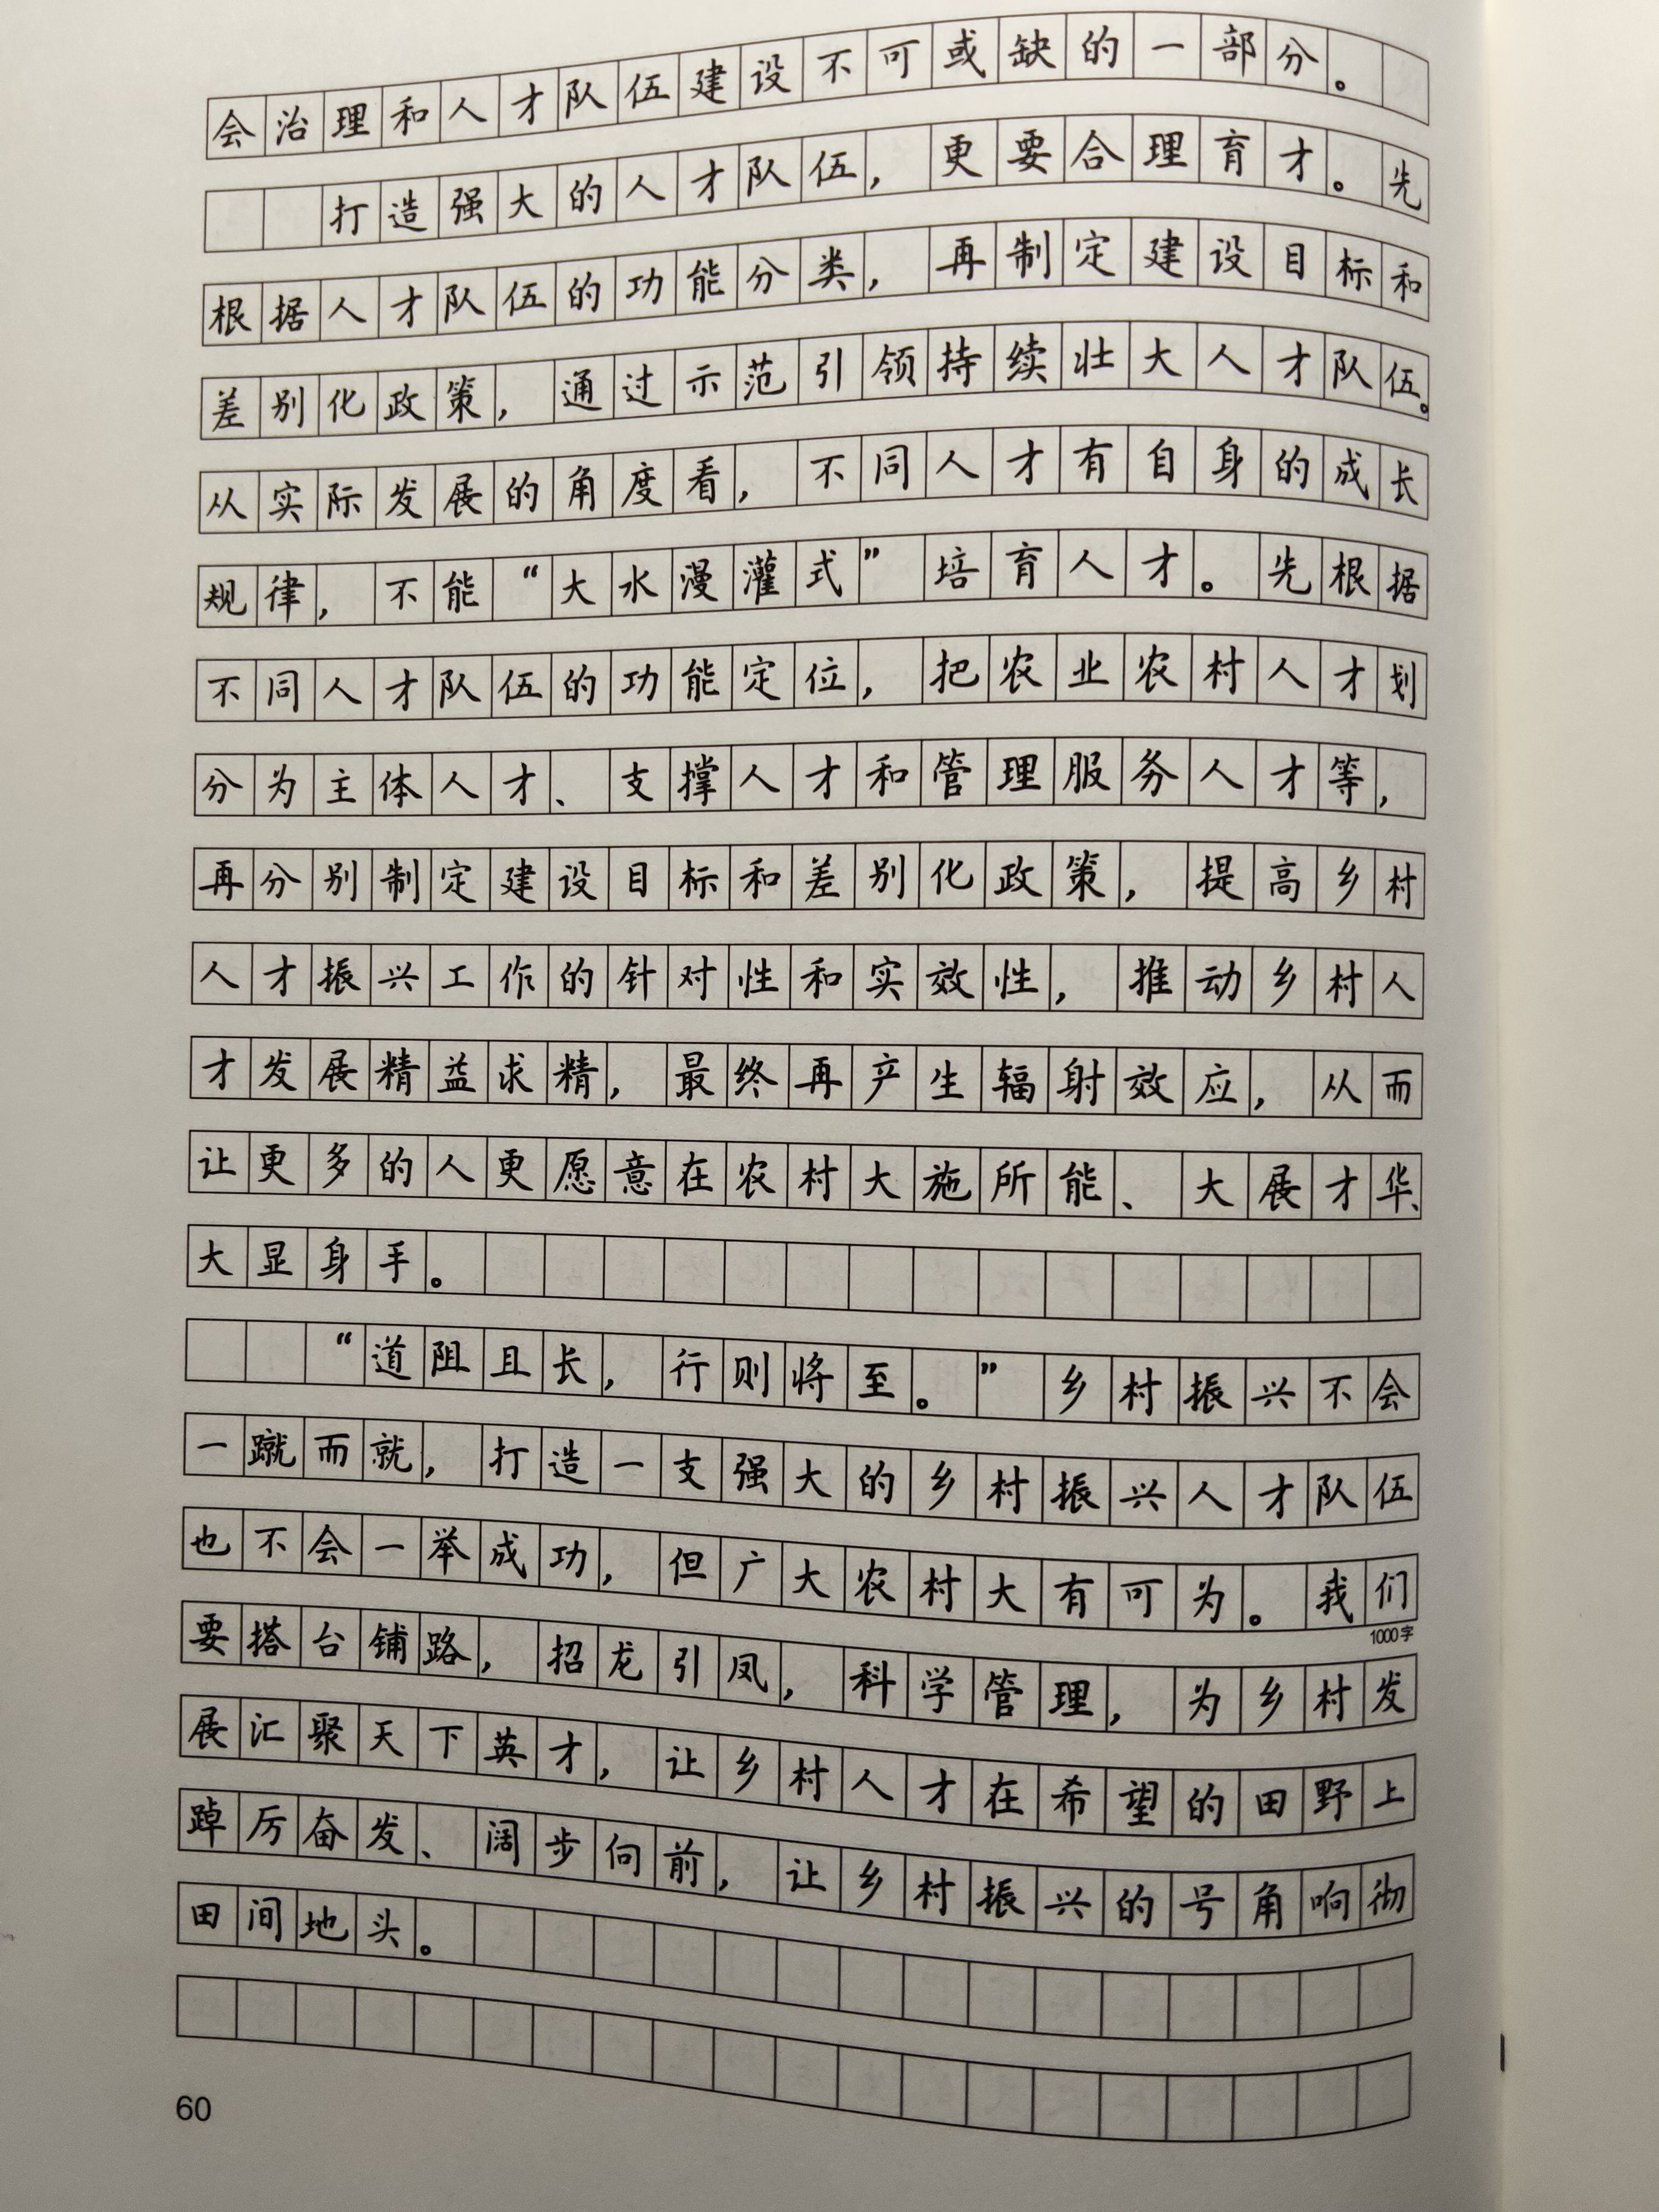 会治理和人才队伍建设不可或缺的一部分。
打造强大的人才队伍，更要合理育才。先
根据人才队伍的功能分类，再制定建设目标和
差别化政策，通过示范引领持续壮大人才队伍。
从实际发展的角度看，不同人才有自身的成长
规律，不能“大水漫灌式”培育人才。先根据
不同人才队伍的功能定位，把农业农村人才划
分为主体人才、支撑人才和管理服务人才等，
再分别制定建设目标和差别化政策，提高乡村
人才振兴工作的针对性和实效性，推动乡村人
才发展精益求精，最终再产生辐射效应，从而
让更多的人更愿意在农村大施所能、大展才华、
大显身手。
“道阻且长，行则将至。”乡村振兴不会
一蹴而就，打造一支强大的乡村振兴人才队伍
也不会一举成功，但广大农村大有可为。我们
1000字
要搭台铺路，招龙引凤，科学管理，为乡村发
展汇聚天下英才，让乡村人才在希望的田野上
踔厉奋发、阔步向前，让乡村振兴的号角响彻
田间地头。
60